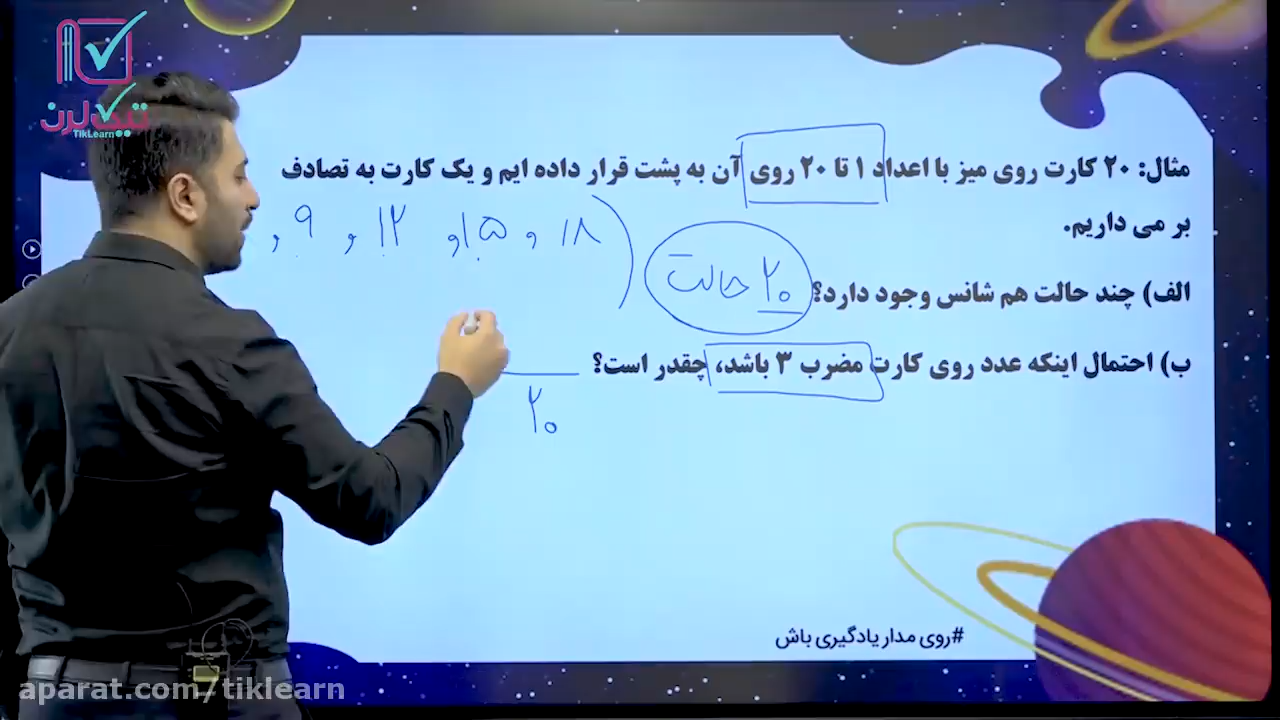 تیک لرن
TikLearn
مثال: ۲۰ کارت روی میز با اعداد ۱ تا ۲۰ روی آن به پشت قرار داده ایم و یک کارت به تصادف
بر می داریم.
, ۹ , ۱۲ , ۱۵ , ۱۸
الف) چند حالت هم شانس وجود دارد؟ ۲۰ حالت
ب) احتمال اینکه عدد روی کارت مضرب ۳ باشد، چقدر است؟
۲۰
#روی مدار یادگیری باش
aparat.com/tiklearn